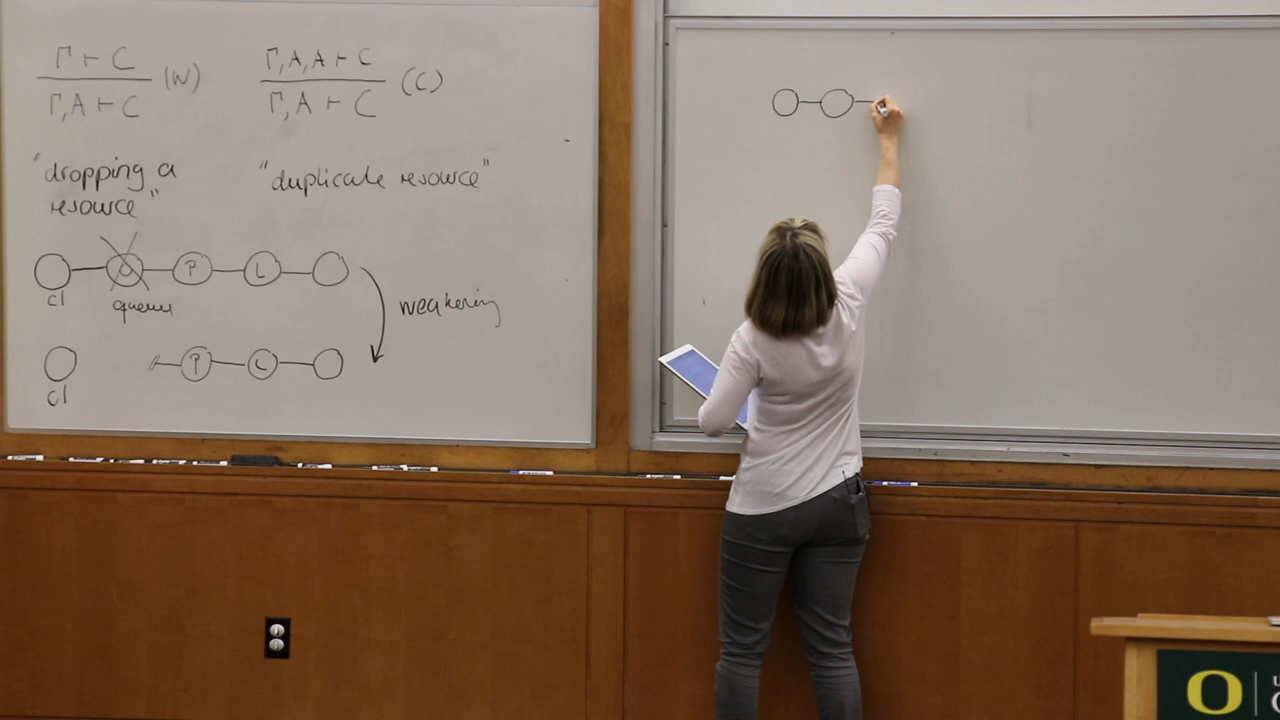 Γ ⊢ C
(W)
Γ, A ⊢ C
Γ, A, A ⊢ C
(C)
Γ, A ⊢ C
"dropping a
resource"
"duplicate resource"
P
L
cl
queue
weakening
P
L
cl
O